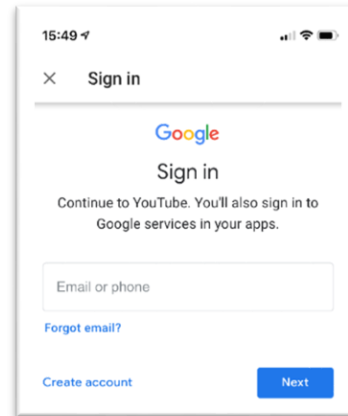 15:49
Sign in
Google
Sign in
Continue to YouTube. You'll also sign in to
Google services in your apps.
Email or phone
Forgot email?
Create account Next